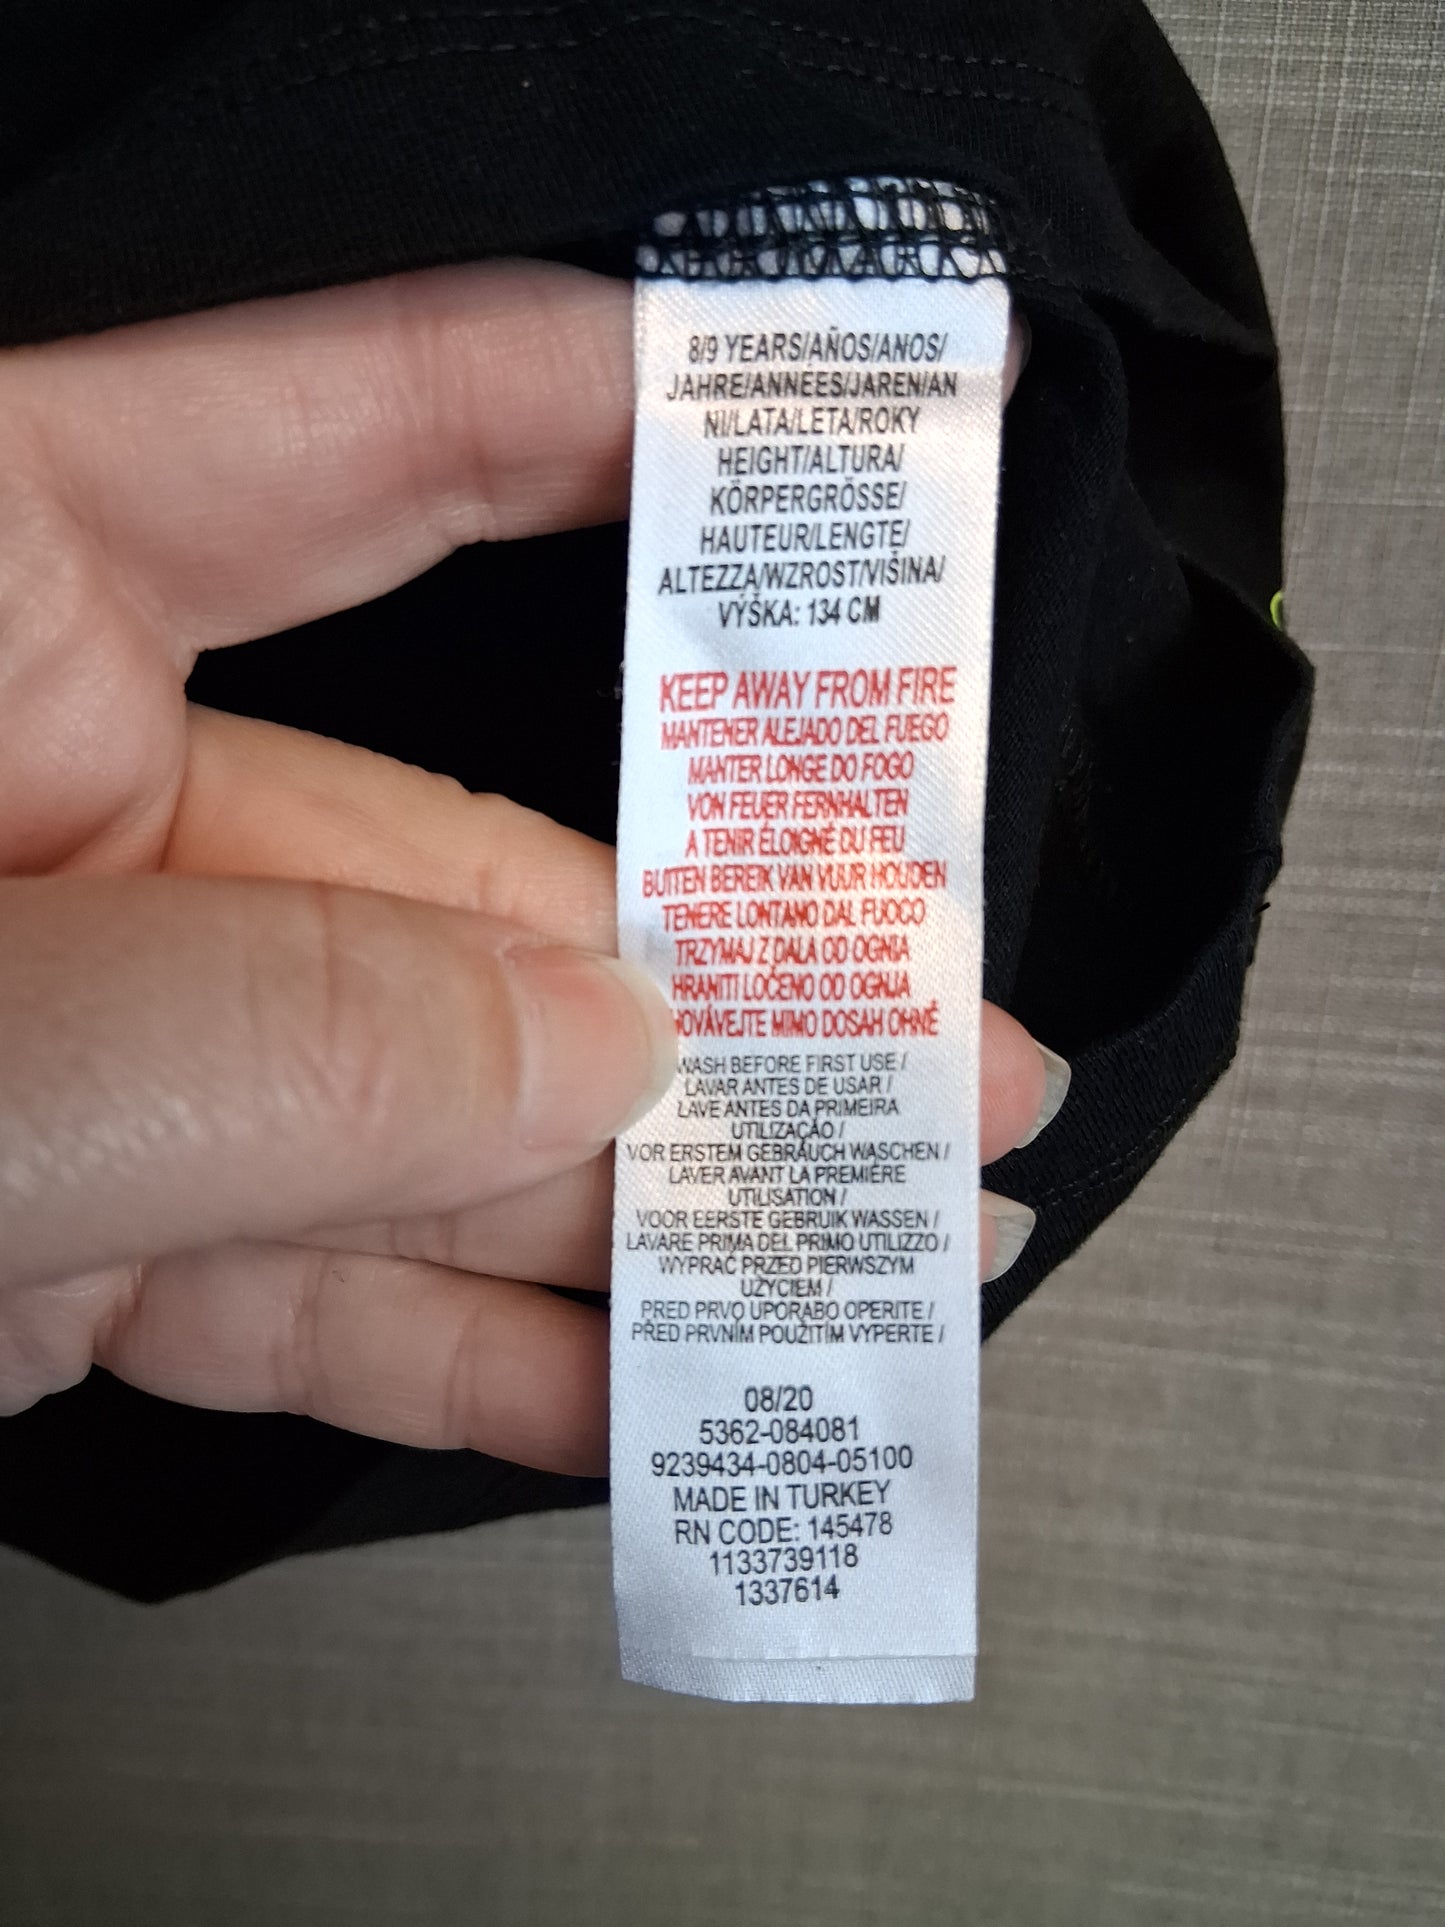 8/9 YEARS/AÑOS/ANOS/
JAHRE/ANNÉES/JAREN/AN
NI/LATA/LETA/ROKY
HEIGHT/ALTURA/
KÖRPERGRÖSSE/
HAUTEUR/LENGTE/
ALTEZZA/WZROST/VIŠINA/
VÝŠKA: 134 CM
KEEP AWAY FROM FIRE
MANTENER ALEJADO DEL FUEGO
MANTER LONGE DO FOGO
VON FEUER FERNHALTEN
A TENIR ÉLOIGNÉ DU FEU
BUITEN BEREIK VAN VUUR HOUDEN
TENERE LONTANO DAL FUOCO
TRZYMAJ Z DALA OD OGNIA
HRANITI LOČENO OD OGNJA
MIMO DOSAH OHNĚ
WASH BEFORE FIRST USE /
LAVAR ANTES DE USAR /
LAVE ANTES DA PRIMEIRA
UTILIZAÇÃO /
VOR ERSTEM GEBRAUCH WASCHEN /
LAVER AVANT LA PREMIÈRE
UTILISATION /
VOOR EERSTE GEBRUIK WASSEN /
LAVARE PRIMA DEL PRIMO UTILIZZO /
WYPRAĆ PRZED PIERWSZYM
UŻYCIEM /
PRED PRVO UPORABO OPERITE /
PŘED PRVNÍM POUŽITÍM VYPERTE /
08/20
5362-084081
9239434-0804-05100
MADE IN TURKEY
RN CODE: 145478
1133739118
1337614